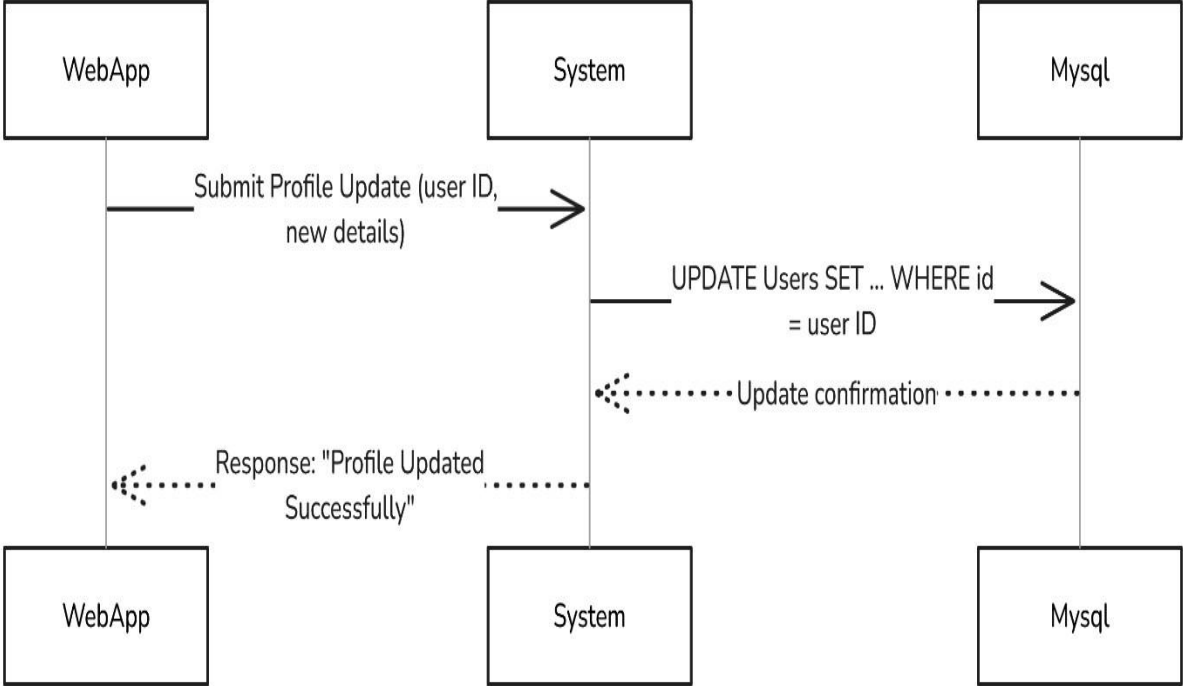 WebApp
System
Mysql
Submit Profile Update (user ID,
new details)
UPDATE Users SET ... WHERE id
= user ID
Update confirmation
Response: "Profile Updated
Successfully"
WebApp
System
Mysql